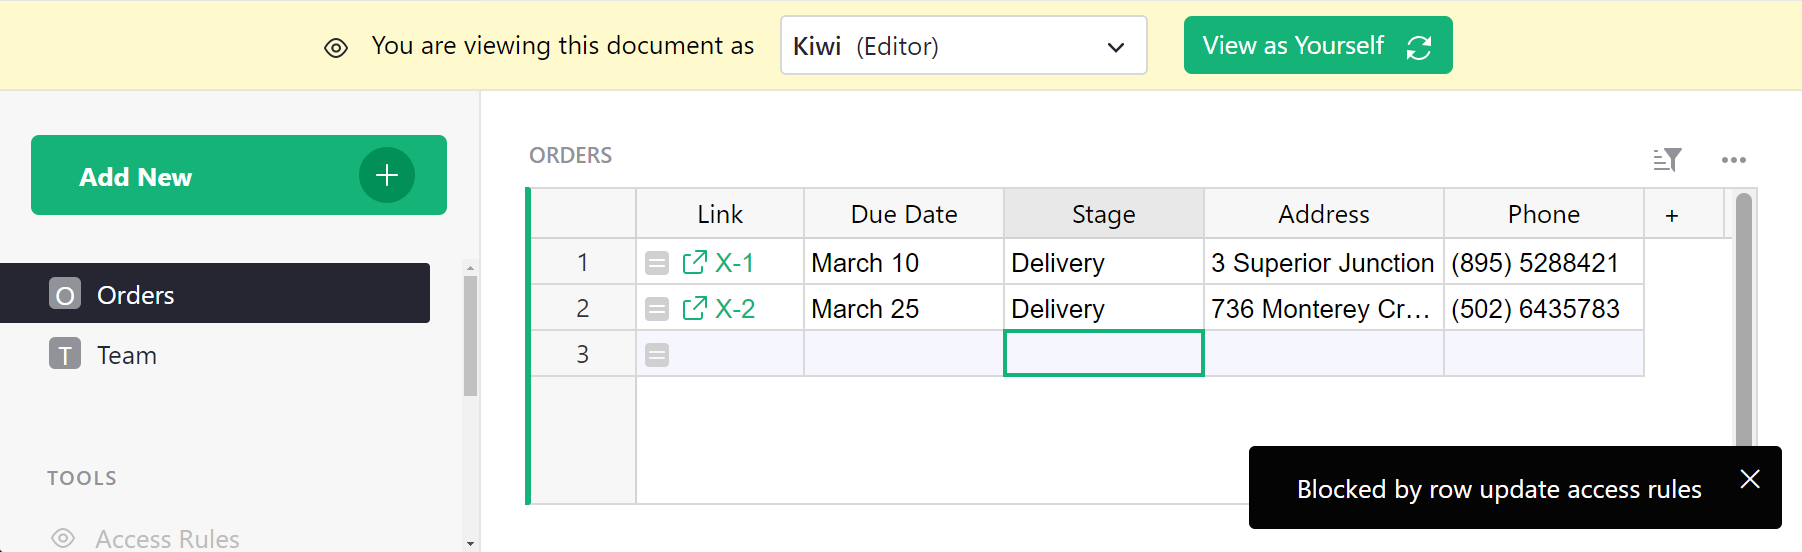 You are viewing this document as Kiwi (Editor) View as Yourself
Add New +
O Orders
T Team
TOOLS
Access Rules
ORDERS
Link Due Date Stage Address Phone +
1 X-1 March 10 Delivery 3 Superior Junction (895) 5288421
2 X-2 March 25 Delivery 736 Monterey Cr… (502) 6435783
3
Blocked by row update access rules